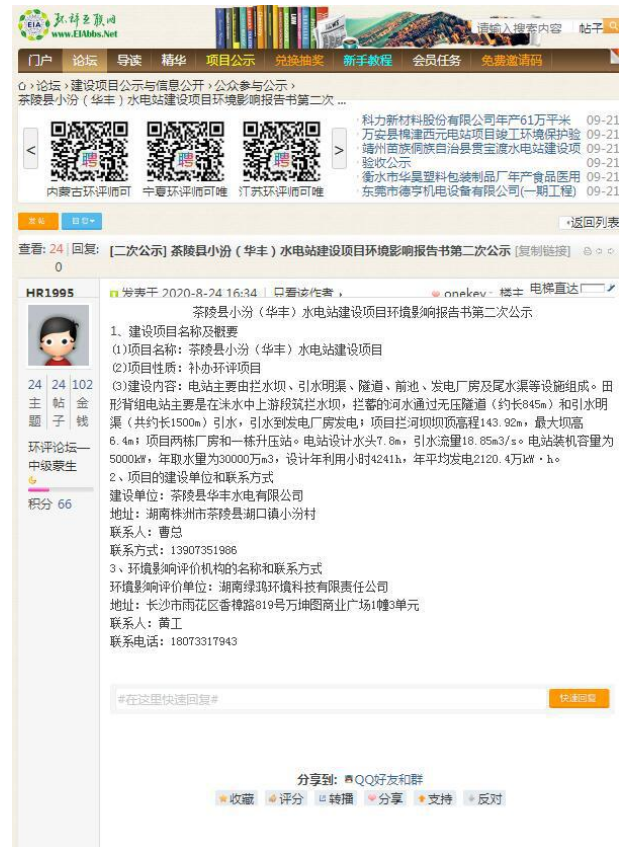 环评互联网
www.EIAbbs.Net
请输入搜索内容 帖子
门户 论坛 导读 精华 项目公示 兑换抽奖 新手教程 会员任务 免费邀请码
论坛›建设项目公示与信息公开›公众参与公示›
茶陵县小汾（华丰）水电站建设项目环境影响报告书第二次 ...
科力新材料股份有限公司年产61万平米 09-21
万安县棉津西元电站项目竣工环境保护验 09-21
靖州苗族侗族自治县贯宝渡水电站建设项 09-21
验收公示 09-21
衡水市华昊塑料包装制品厂年产食品医用 09-21
东莞市德亨机电设备有限公司(一期工程) 09-21
< 聘 聘 聘 >
内蒙古环评师可 宁夏环评师可唯 江苏环评师可唯
发帖 回复
返回列表
查看: 24 | 回复: 0
[二次公示] 茶陵县小汾（华丰）水电站建设项目环境影响报告书第二次公示 [复制链接]
HR1995
发表于 2020-8-24 16:34 | 只看该作者
onekey 楼主 电梯直达
24 24 102
主题 帖子 金钱
环评论坛—
中级蒙生
积分 66
茶陵县小汾（华丰）水电站建设项目环境影响报告书第二次公示
1、建设项目名称及概要
(1)项目名称：茶陵县小汾（华丰）水电站建设项目
(2)项目性质：补办环评项目
(3)建设内容：电站主要由拦水坝、引水明渠、隧道、前池、发电厂房及尾水渠等设施组成。田
形背组电站主要是在洣水中上游段筑拦水坝，拦蓄的河水通过无压隧道（约长845m）和引水明
渠（共约长1500m）引水，引水到发电厂房发电；项目拦河坝坝顶高程143.92m，最大坝高
6.4m；项目两栋厂房和一栋升压站。电站设计水头7.8m，引水流量18.85m3/s。电站装机容量为
5000kW，年取水量为30000万m3，设计年利用小时4241h，年平均发电2120.4万kW·h。
2、项目的建设单位和联系方式
建设单位：茶陵县华丰水电有限公司
地址：湖南株洲市茶陵县湖口镇小汾村
联系人：曹总
联系方式：13907351986
3、环境影响评价机构的名称和联系方式
环境影响评价单位：湖南绿鸿环境科技有限责任公司
地址：长沙市雨花区香樟路819号万坤图商业广场1幢3单元
联系人：黄工
联系电话：18073317943
#在这里快速回复#
快速回复
分享到: QQ好友和群
收藏 评分 转播 分享 支持 反对